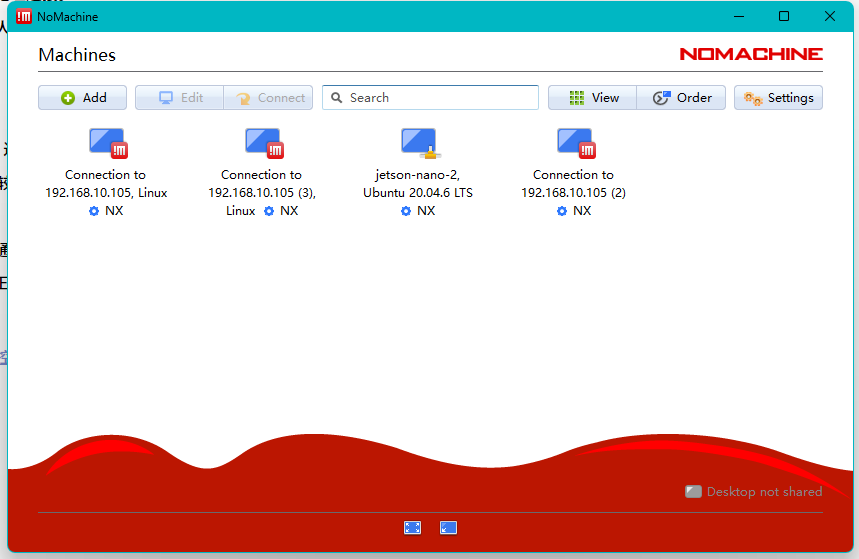 NoMachine
Machines
NOMACHINE
Add
Edit
Connect
Search
View
Order
Settings
Connection to
192.168.10.105, Linux
NX
Connection to
192.168.10.105 (3),
Linux NX
jetson-nano-2,
Ubuntu 20.04.6 LTS
NX
Connection to
192.168.10.105 (2)
NX
Desktop not shared